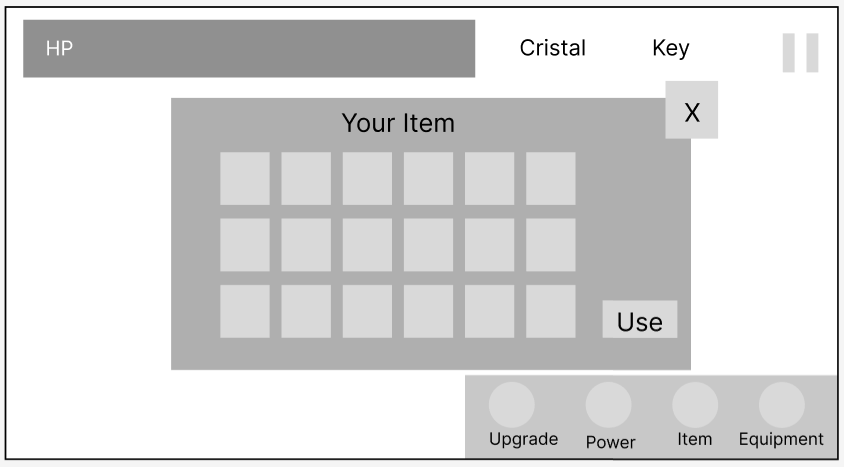 HP
Cristal
Key
X
Your Item
Use
Upgrade
Power
Item
Equipment